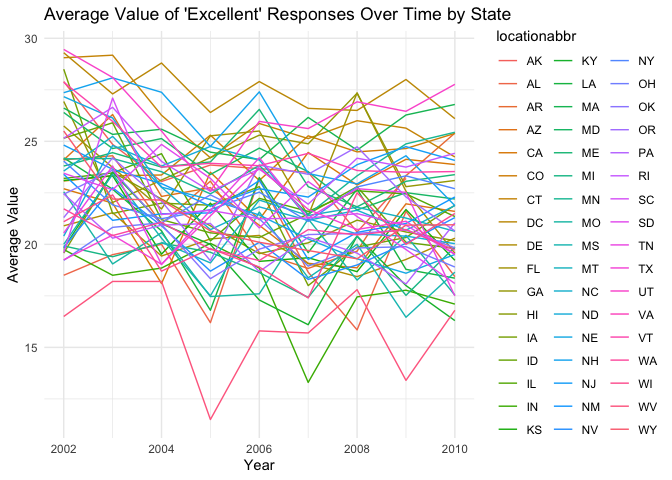 Average Value of 'Excellent' Responses Over Time by State
Average Value
30
25
20
15
2002
2004
2006
2008
2010
Year
locationabbr
AK KY NY
AL LA OH
AR MA OK
AZ MD OR
CA ME PA
CO MI RI
CT MN SC
DC MO SD
DE MS TN
FL MT TX
GA NC UT
HI ND VA
IA NE VT
ID NH WA
IL NJ WI
IN NM WV
KS NV WY